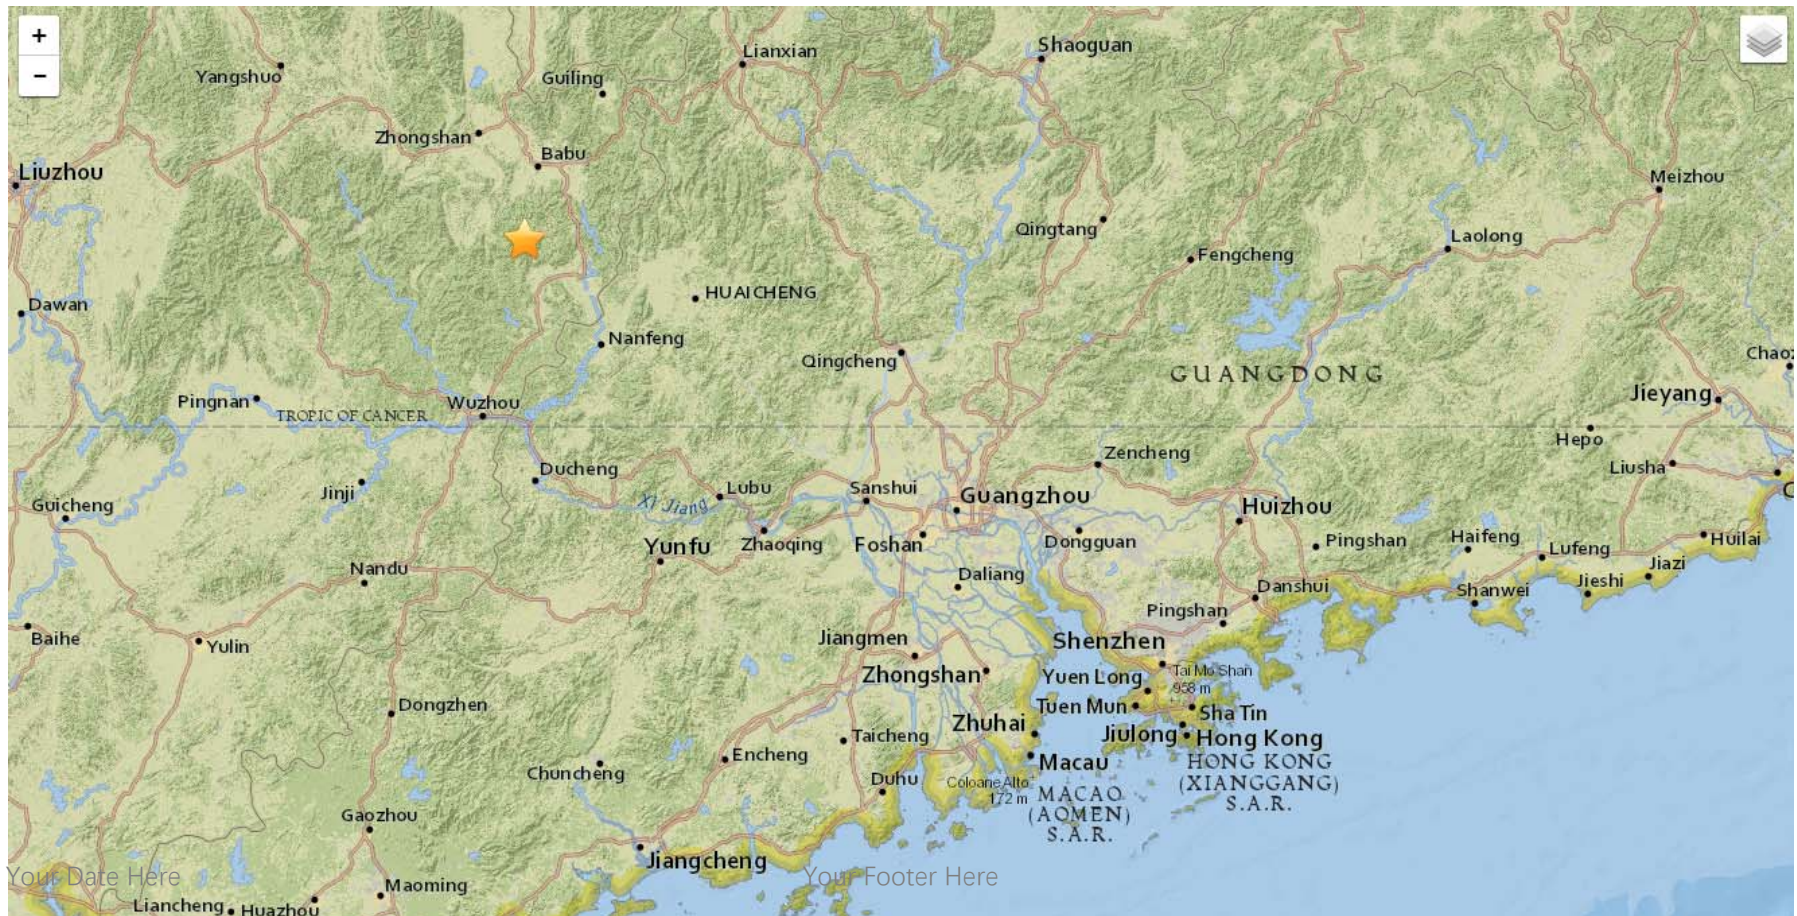 +
Lianxian
Shaoguan
−
Yangshuo
Guiling
Zhongshan
Babu
Liuzhou
Meizhou
Qingtang
Laolong
Fengcheng
HUAICHENG
Dawan
Nanfeng
Qingcheng
GUANGDONG
Jieyang
Pingnan
TROPIC OF CANCER
Wuzhou
Hepo
Zencheng
Ducheng
Liusha
Jinji
Lubu
Sanshui
Guangzhou
Guicheng
Xi Jiang
Huizhou
Yunfu
Zhaoqing
Foshan
Dongguan
Pingshan
Haifeng
Lufeng
Huilai
Nandu
Daliang
Jiazi
Danshui
Shanwei
Jieshi
Pingshan
Baihe
Yulin
Jiangmen
Shenzhen
Zhongshan
Yuen Long
Tai Mo Shan
958 m
Dongzhen
Tuen Mun
Sha Tin
Taicheng
Zhuhai
Jiulong
Hong Kong
Encheng
Macau
HONG KONG
(XIANGGANG)
S.A.R.
Chuncheng
Duhu
Coloane Alto
172 m
MACAO
(AOMEN)
S.A.R.
Gaozhou
Jiangcheng
Your Date Here
Your Footer Here
Maoming
Liancheng
Huazhou